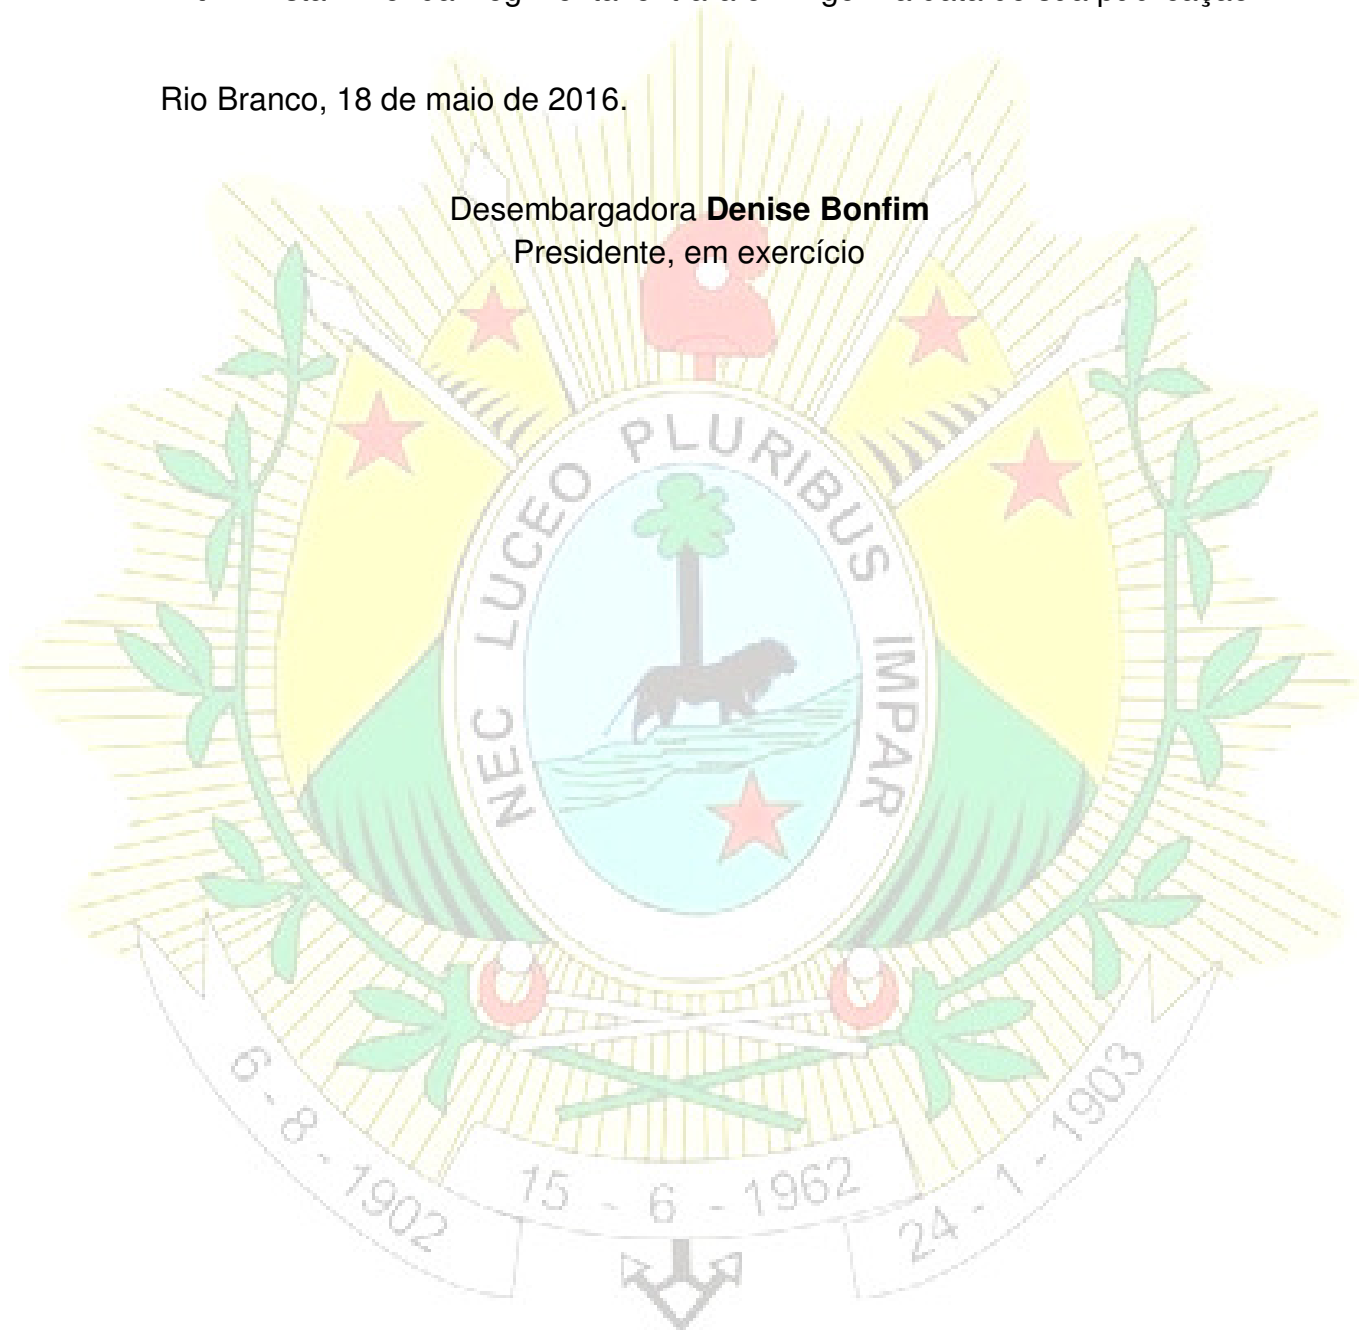 Rio Branco, 18 de maio de 2016.
Desembargadora Denise Bonfim
Presidente, em exercício
NEC LUCEO PLURIBUS IMPAR
6 - 8 - 1902
15 - 6 - 1962
24 - 1 - 1903